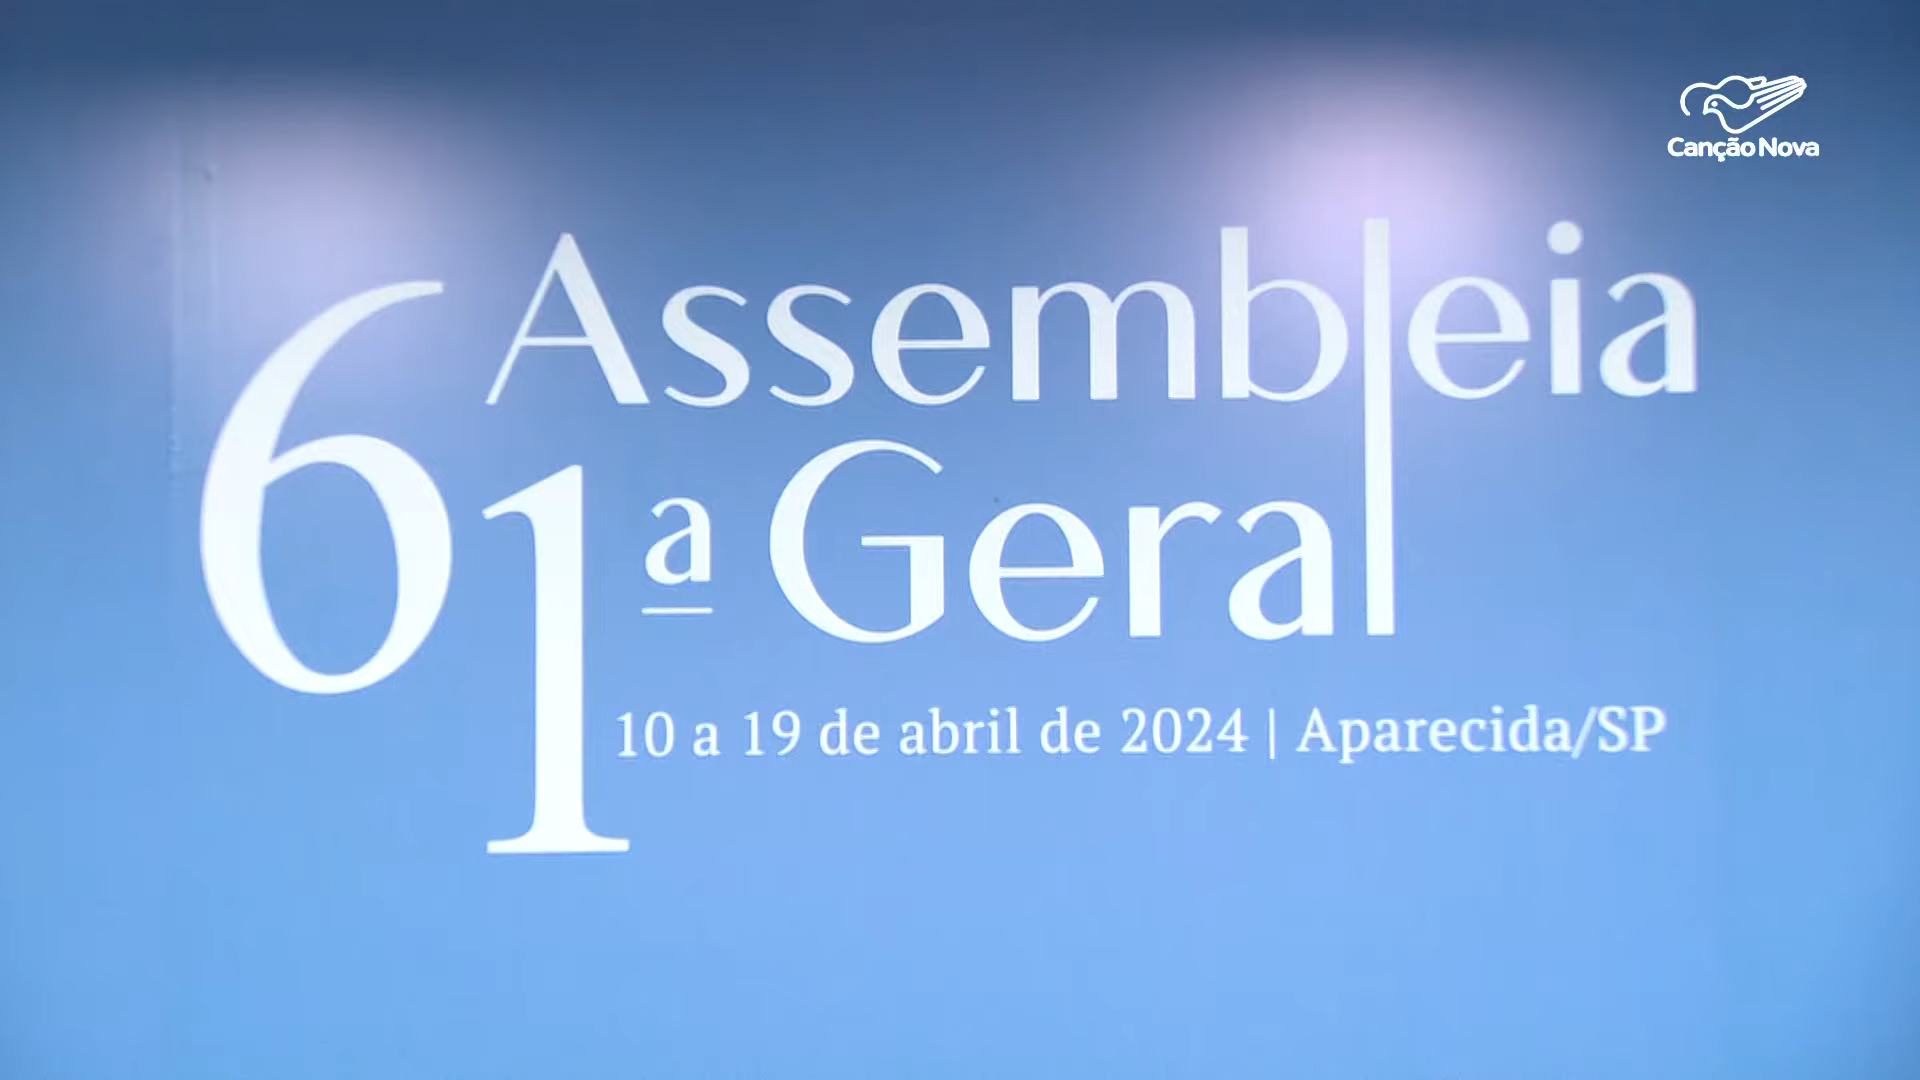 Canção Nova
Assembleia
61ª Geral
10 a 19 de abril de 2024 | Aparecida/SP